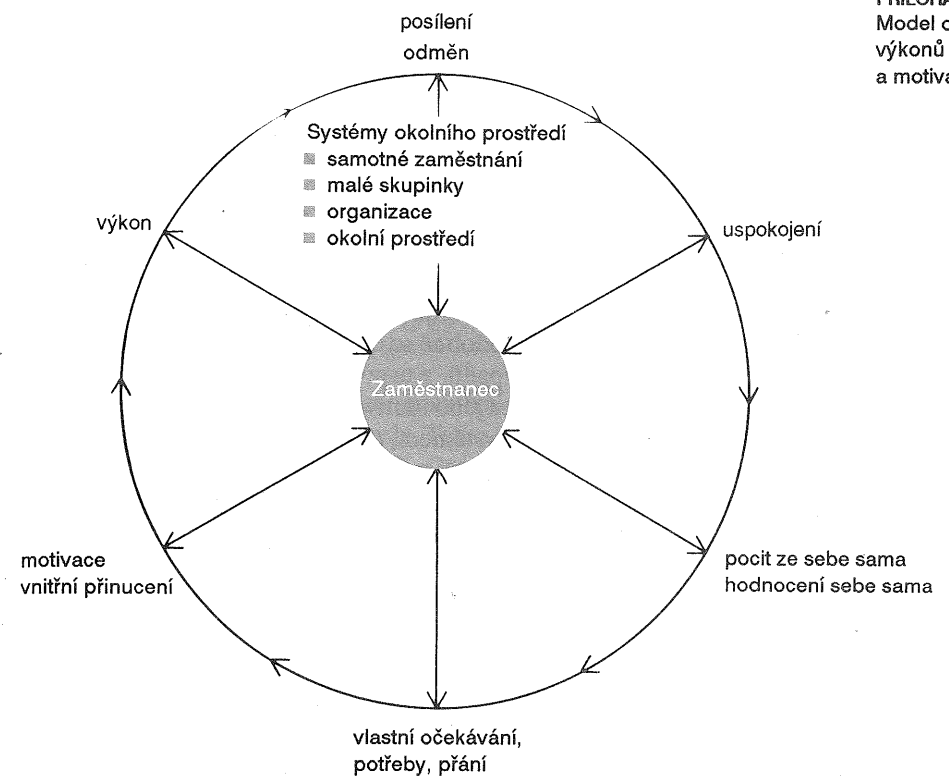 posílení
odměn
Model
výkonů
a
Systémy okolního prostředí
samotné zaměstnání
malé skupinky
organizace
okolní prostředí
výkon
uspokojení
Zaměstnanec
motivace
vnitřní přinucení
pocit ze sebe sama
hodnocení sebe sama
vlastní očekávání,
potřeby, přání